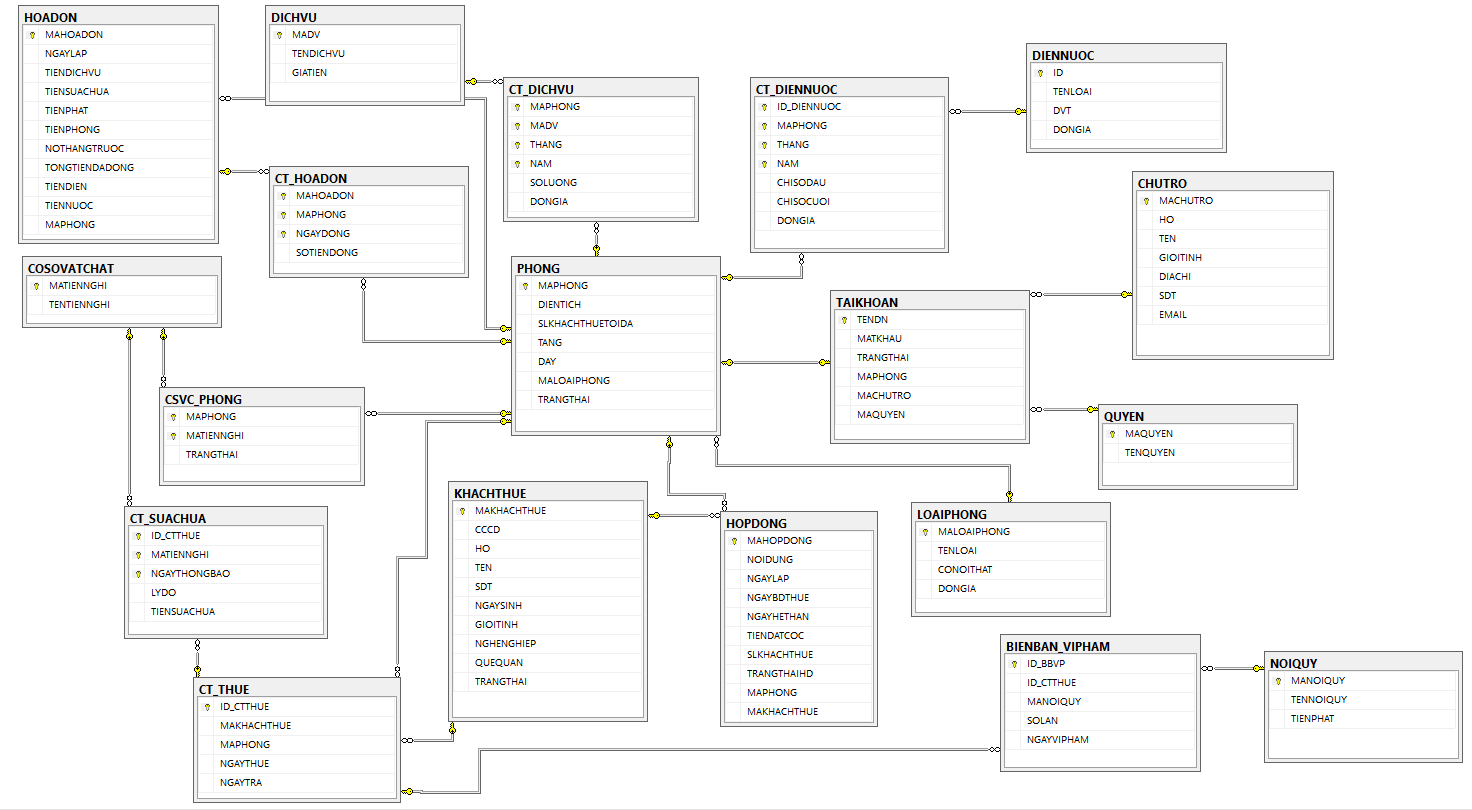 HOADON
MAHOADON
NGAYLAP
TIENDICHVU
TIENSUACHUA
TIENPHAT
TIENPHONG
NOTHANGTRUOC
TONGTIENDADONG
TIENDIEN
TIENNUOC
MAPHONG
DICHVU
MADV
TENDICHVU
GIATIEN
CT_DICHVU
MAPHONG
MADV
THANG
NAM
SOLUONG
DONGIA
CT_DIENNUOC
ID_DIENNUOC
MAPHONG
THANG
NAM
CHISODAU
CHISOCUOI
DONGIA
DIENNUOC
ID
TENLOAI
DVT
DONGIA
CT_HOADON
MAHOADON
MAPHONG
NGAYDONG
SOTIENDONG
CHUTRO
MACHUTRO
HO
TEN
GIOITINH
DIACHI
SDT
EMAIL
COSOVATCHAT
MATIENNGHI
TENTIENNGHI
PHONG
MAPHONG
DIENTICH
SLKHACHTHUETOIDA
TANG
DAY
MALOAIPHONG
TRANGTHAI
TAIKHOAN
TENDN
MATKHAU
TRANGTHAI
MAPHONG
MACHUTRO
MAQUYEN
CSVC_PHONG
MAPHONG
MATIENNGHI
TRANGTHAI
QUYEN
MAQUYEN
TENQUYEN
CT_SUACHUA
ID_CTTHUE
MATIENNGHI
NGAYTHONGBAO
LYDO
TIENSUACHUA
KHACHTHUE
MAKHACHTHUE
CCCD
HO
TEN
SDT
NGAYSINH
GIOITINH
NGHENGHIEP
QUEQUAN
TRANGTHAI
HOPDONG
MAHOPDONG
NOIDUNG
NGAYLAP
NGAYBDTHUE
NGAYHETHAN
TIENDATCOC
SLKHACHTHUE
TRANGTHAIHD
MAPHONG
MAKHACHTHUE
LOAIPHONG
MALOAIPHONG
TENLOAI
CONOITHAT
DONGIA
CT_THUE
ID_CTTHUE
MAKHACHTHUE
MAPHONG
NGAYTHUE
NGAYTRA
BIENBAN_VIPHAM
ID_BBVP
ID_CTTHUE
MANOIQUY
SOLAN
NGAYVIPHAM
NOIQUY
MANOIQUY
TENNOIQUY
TIENPHAT